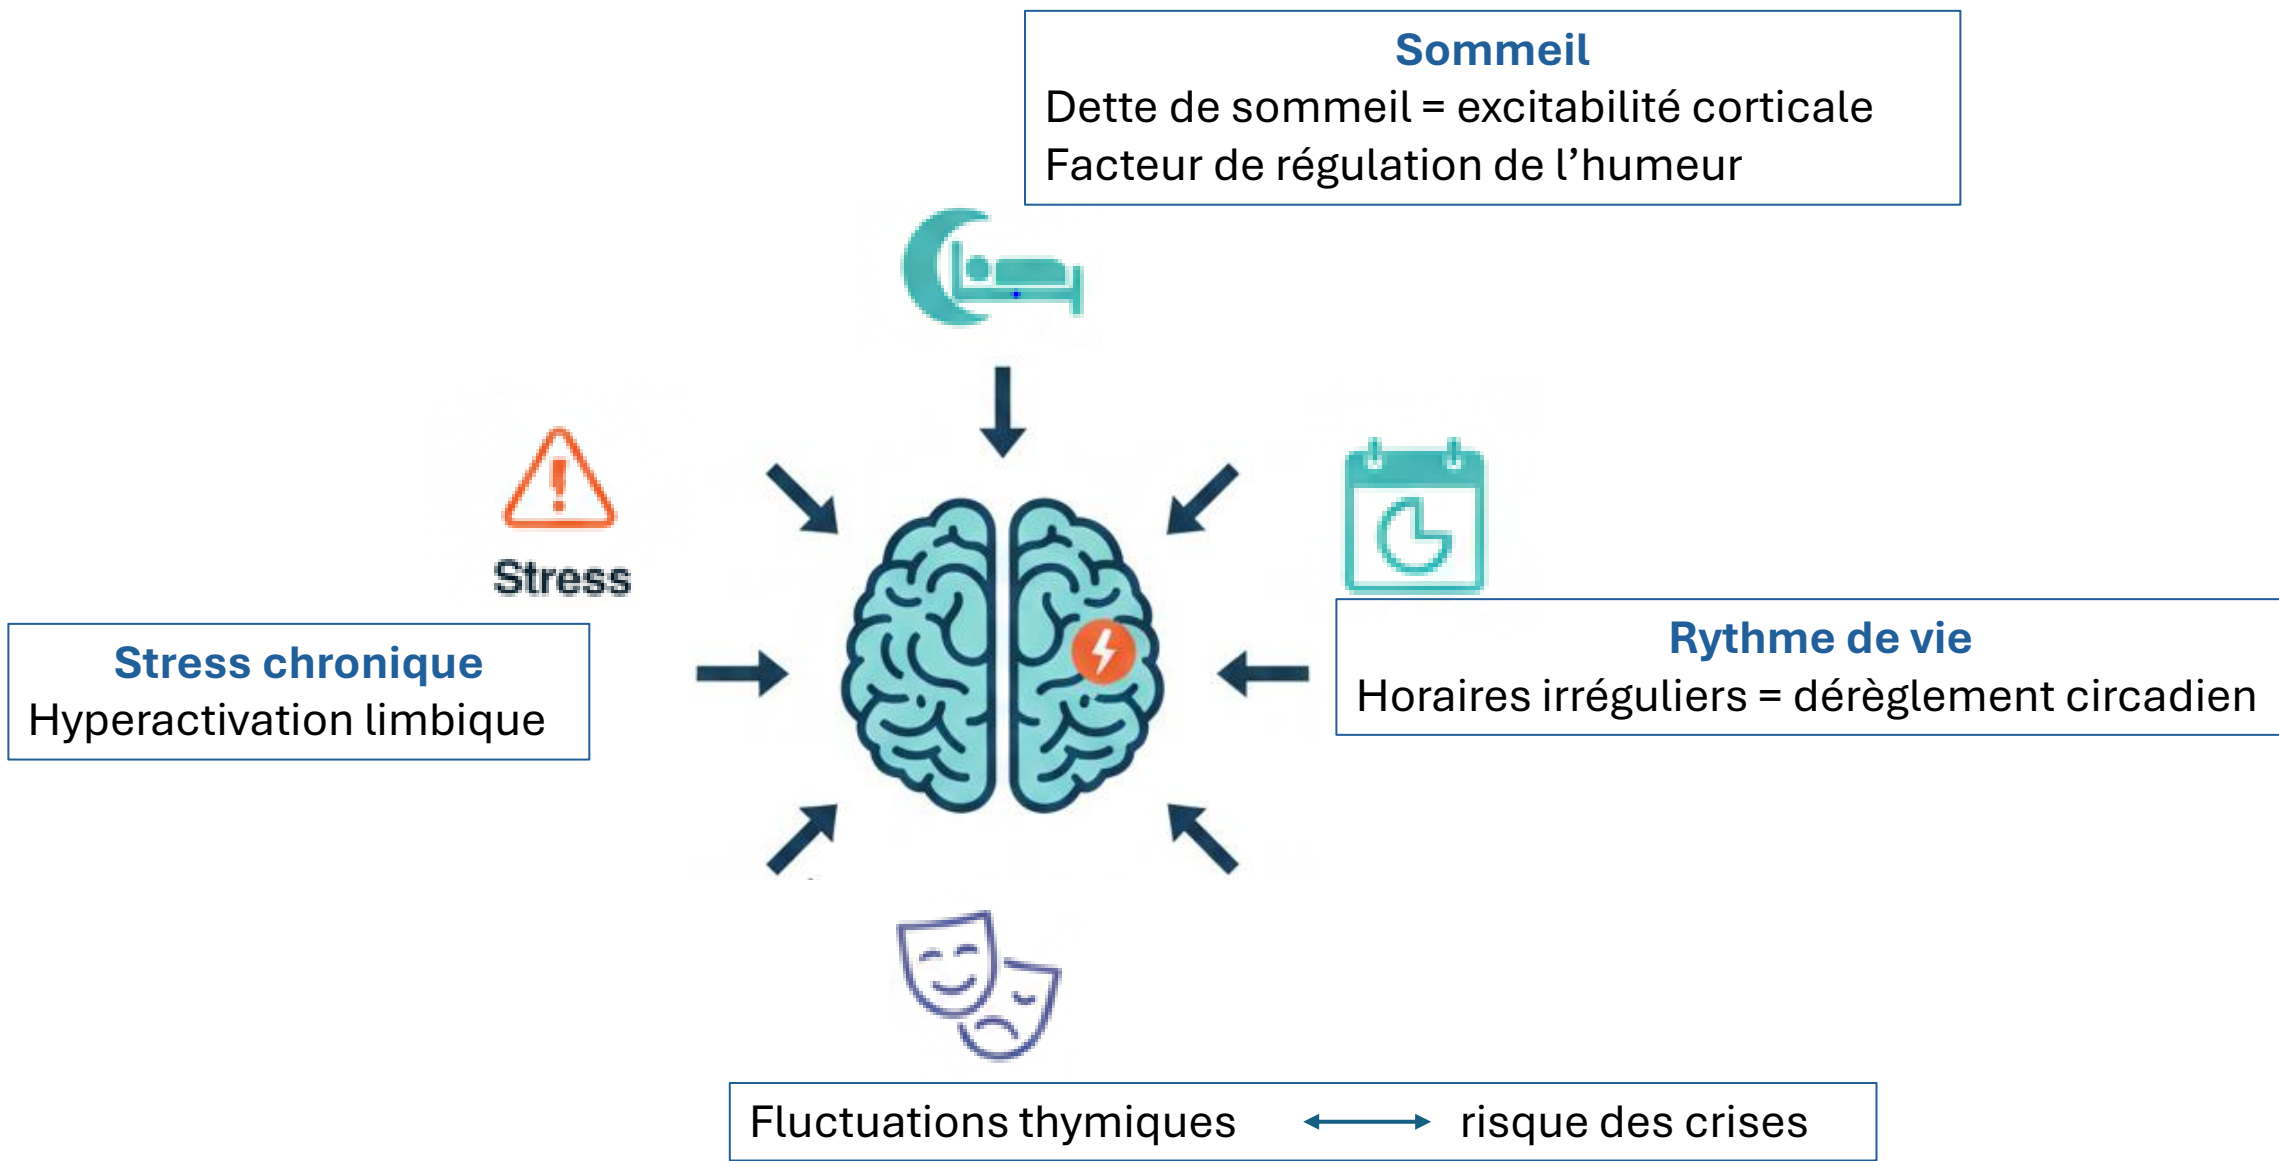 Sommeil
Dette de sommeil = excitabilité corticale
Facteur de régulation de l’humeur
Stress
Stress chronique
Hyperactivation limbique
Rythme de vie
Horaires irréguliers = dérèglement circadien
Fluctuations thymiques risque des crises